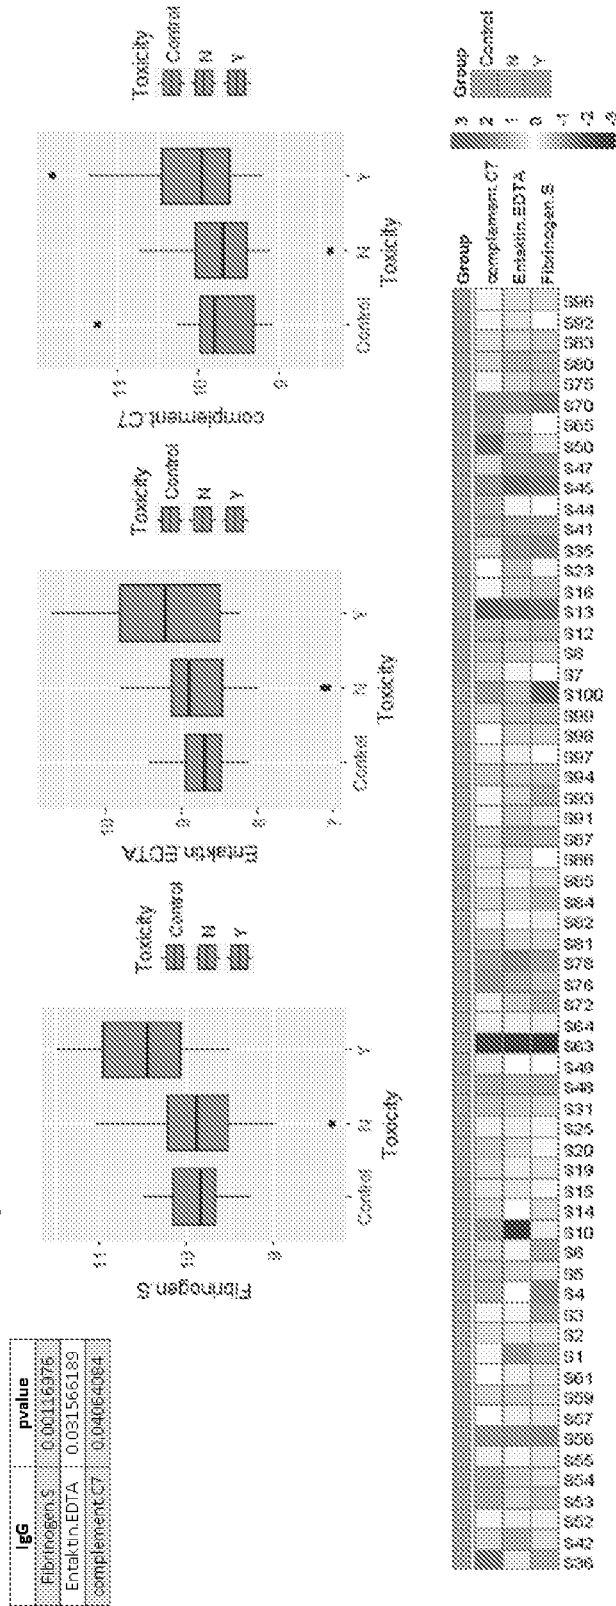 IgG pvalue
Fibrinogen.S 0.00116976
Entaktin.EDTA 0.031566189
complement.C7 0.04064084
Fibrinogen.S
11
10
9
Control N Y
Toxicity
Toxicity
Control
N
Y
Entaktin.EDTA
10
9
8
7
Control N Y
Toxicity
Toxicity
Control
N
Y
complement.C7
11
10
9
Control N Y
Toxicity
Toxicity
Control
N
Y
Group
complement.C7
Entaktin.EDTA
Fibrinogen.S
S36 S42 S52 S53 S54 S55 S56 S57 S59 S61 S1 S2 S3 S4 S5 S6 S10 S14 S15 S19 S20 S25 S31 S48 S49 S63 S64 S72 S76 S78 S81 S82 S84 S85 S86 S87 S91 S93 S94 S97 S98 S99 S100 S7 S8 S12 S13 S16 S23 S35 S41 S44 S45 S47 S50 S65 S70 S75 S80 S83 S92 S96
3
2
1
0
-1
-2
-3
Group
Control
N
Y